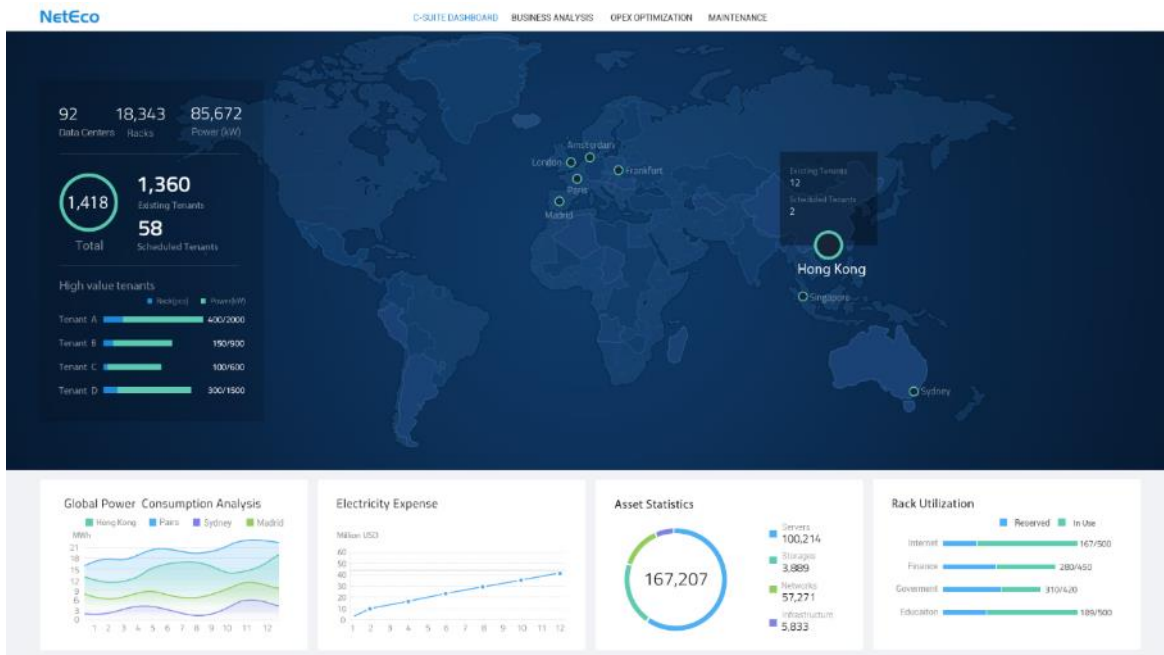 NetEco
C-SUITE DASHBOARD BUSINESS ANALYSIS OPEX OPTIMIZATION MAINTENANCE
92 18,343 85,672
Data Centers Racks Power (kW)
1,418
Total
1,360
Existing Tenants
58
Scheduled Tenants
High value tenants
Rack(pcs) Power(kW)
Tenant A 400/2000
Tenant B 150/900
Tenant C 100/600
Tenant D 300/1500
Amsterdam
London
Frankfurt
Paris
Madrid
Existing Tenants
12
Scheduled Tenants
2
Hong Kong
Singapore
Sydney
Global Power Consumption Analysis
Hong Kong Pairs Sydney Madrid
MWh
21
18
15
12
9
6
3
0
1 2 3 4 5 6 7 8 9 10 11 12
Electricity Expense
Million USD
60
50
40
30
20
10
0
1 2 3 4 5 6 7 8 9 10 11 12
Asset Statistics
167,207
Servers
100,214
Storages
3,889
Networks
57,271
Infrastructure
5,833
Rack Utilization
Reserved In Use
Internet 167/500
Finance 280/450
Goverment 310/420
Education 189/500